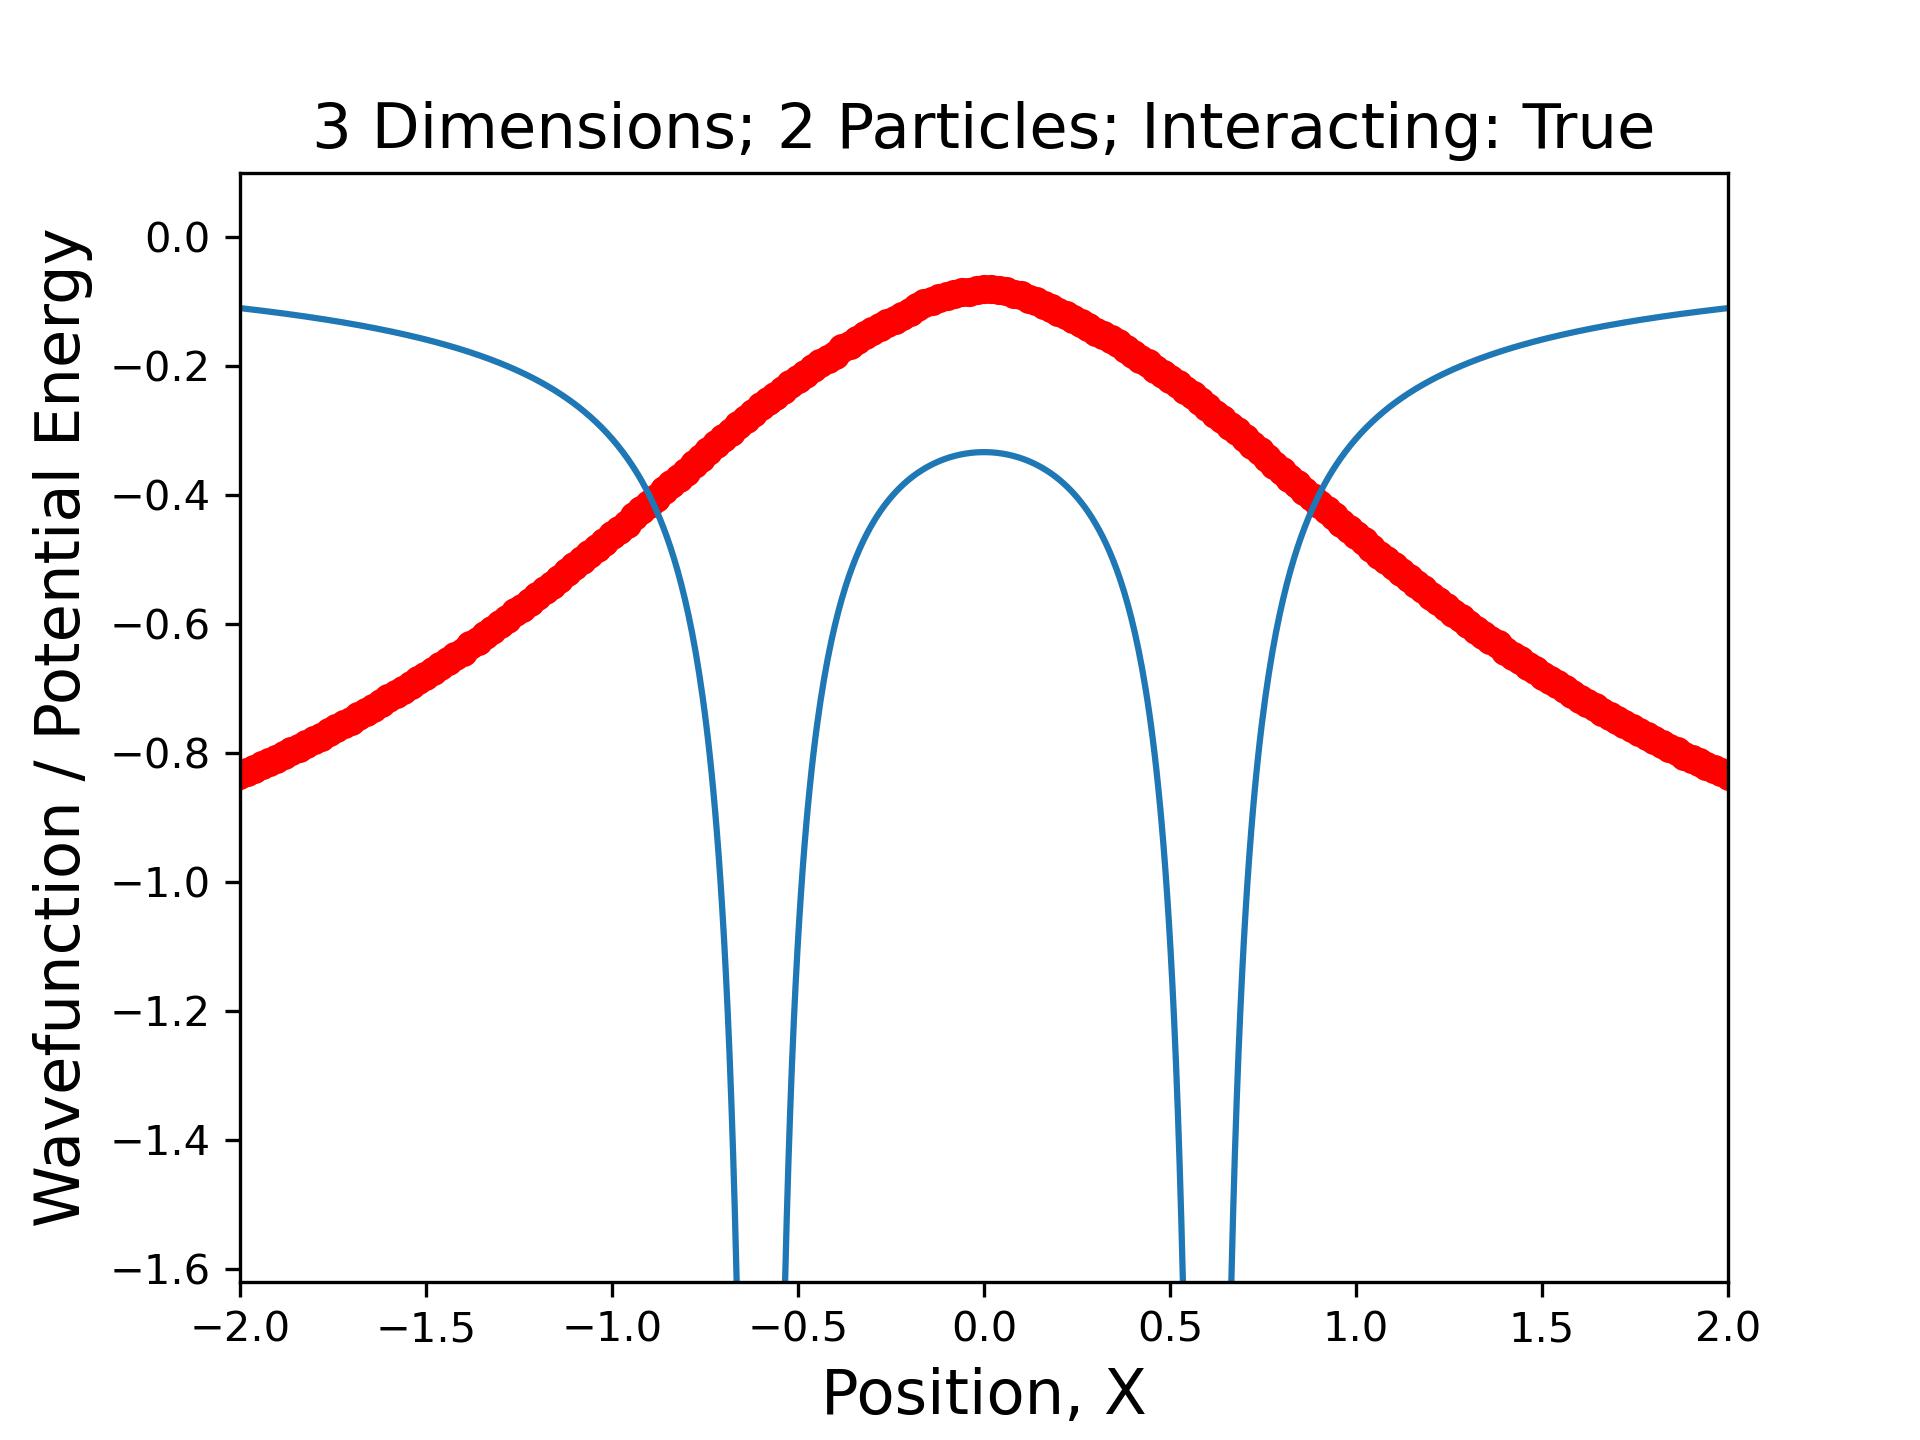 3 Dimensions; 2 Particles; Interacting: True
Wavefunction / Potential Energy
0.0
−0.2
−0.4
−0.6
−0.8
−1.0
−1.2
−1.4
−1.6
−2.0 −1.5 −1.0 −0.5 0.0 0.5 1.0 1.5 2.0
Position, X